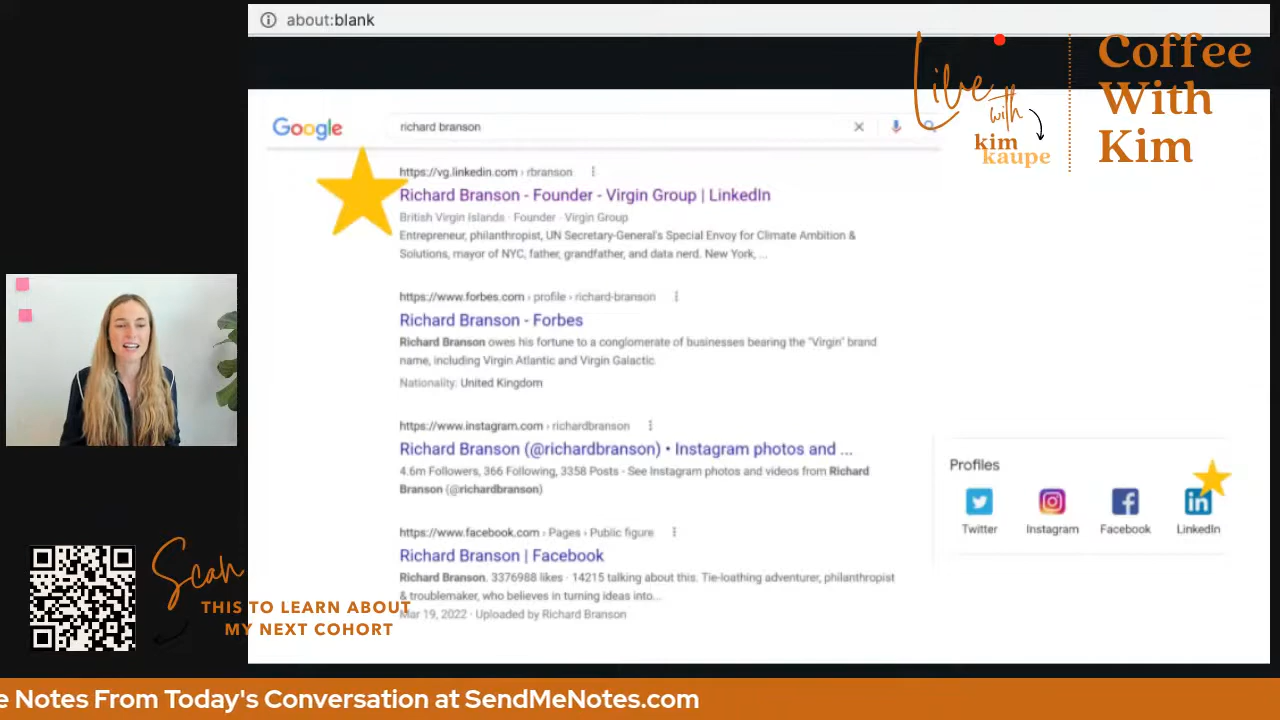 about:blank
Live
with
kim
kaupe
Coffee
With
Kim
Google
richard branson
https://vg.linkedin.com › rbranson
Richard Branson - Founder - Virgin Group | LinkedIn
British Virgin Islands · Founder · Virgin Group
Entrepreneur, philanthropist, UN Secretary-General's Special Envoy for Climate Ambition &
Solutions, mayor of NYC, father, grandfather, and data nerd. New York, ...
https://www.forbes.com › profile › richard-branson
Richard Branson - Forbes
Richard Branson owes his fortune to a conglomerate of businesses bearing the "Virgin" brand
name, including Virgin Atlantic and Virgin Galactic.
Nationality: United Kingdom
https://www.instagram.com › richardbranson
Richard Branson (@richardbranson) • Instagram photos and ...
4.6m Followers, 366 Following, 3358 Posts - See Instagram photos and videos from Richard
Branson (@richardbranson)
https://www.facebook.com › Pages › Public figure
Richard Branson | Facebook
Richard Branson. 3376988 likes · 14215 talking about this. Tie-loathing adventurer, philanthropist
& troublemaker, who believes in turning ideas into...
Mar 19, 2022 · Uploaded by Richard Branson
Profiles
Twitter
Instagram
Facebook
in
LinkedIn
Scan
THIS TO LEARN ABOUT
MY NEXT COHORT
e Notes From Today's Conversation at SendMeNotes.com